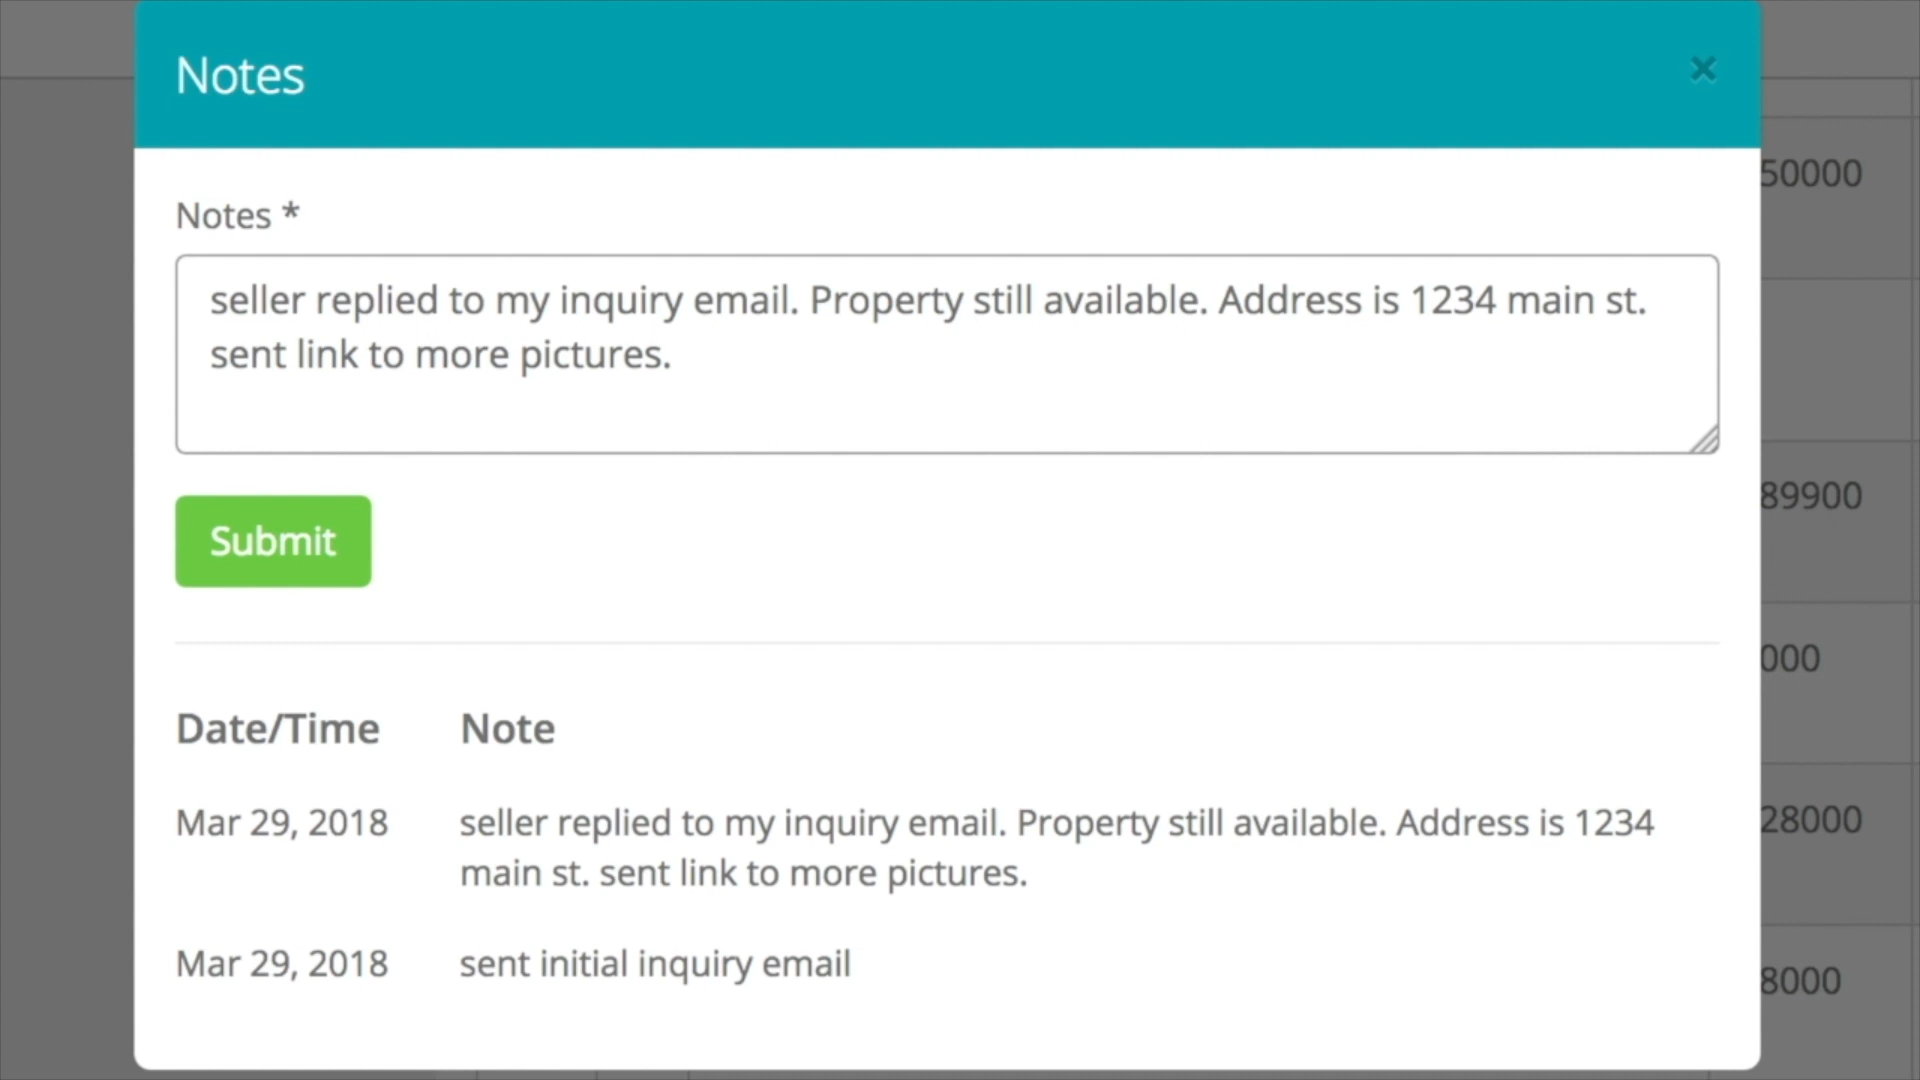 Notes
×
50000
Notes *
seller replied to my inquiry email. Property still available. Address is 1234 main st.
sent link to more pictures.
89900
Submit
000
Date/Time Note
Mar 29, 2018 seller replied to my inquiry email. Property still available. Address is 1234
28000
main st. sent link to more pictures.
Mar 29, 2018 sent initial inquiry email
8000